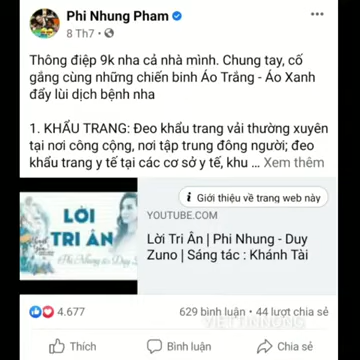 Phi Nhung Pham
8 Th7
Thông điệp 9k nha cả nhà mình. Chung tay, cố
gắng cùng những chiến binh Áo Trắng - Áo Xanh
đẩy lùi dịch bệnh nha
1. KHẨU TRANG: Đeo khẩu trang vải thường xuyên
tại nơi công cộng, nơi tập trung đông người; đeo
khẩu trang y tế tại các cơ sở y tế, khu ... Xem thêm
LỜI
TRI ÂN
Giới thiệu về trang web này
YOUTUBE.COM
Lời Tri Ân | Phi Nhung - Duy
Zuno | Sáng tác : Khánh Tài
4.677
629 bình luận • 44 lượt chia sẻ
Thích
Bình luận
Chia sẻ